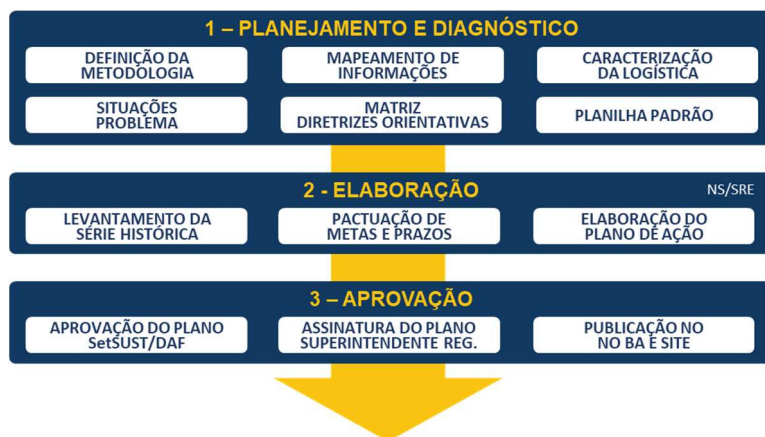 1 – PLANEJAMENTO E DIAGNÓSTICO
DEFINIÇÃO DA
METODOLOGIA
MAPEAMENTO DE
INFORMAÇÕES
CARACTERIZAÇÃO
DA LOGÍSTICA
SITUAÇÕES
PROBLEMA
MATRIZ
DIRETRIZES ORIENTATIVAS
PLANILHA PADRÃO
2 - ELABORAÇÃO
NS/SRE
LEVANTAMENTO DA
SÉRIE HISTÓRICA
PACTUAÇÃO DE
METAS E PRAZOS
ELABORAÇÃO DO
PLANO DE AÇÃO
3 – APROVAÇÃO
APROVAÇÃO DO PLANO
SetSUST/DAF
ASSINATURA DO PLANO
SUPERINTENDENTE REG.
PUBLICAÇÃO NO
NO BA E SITE